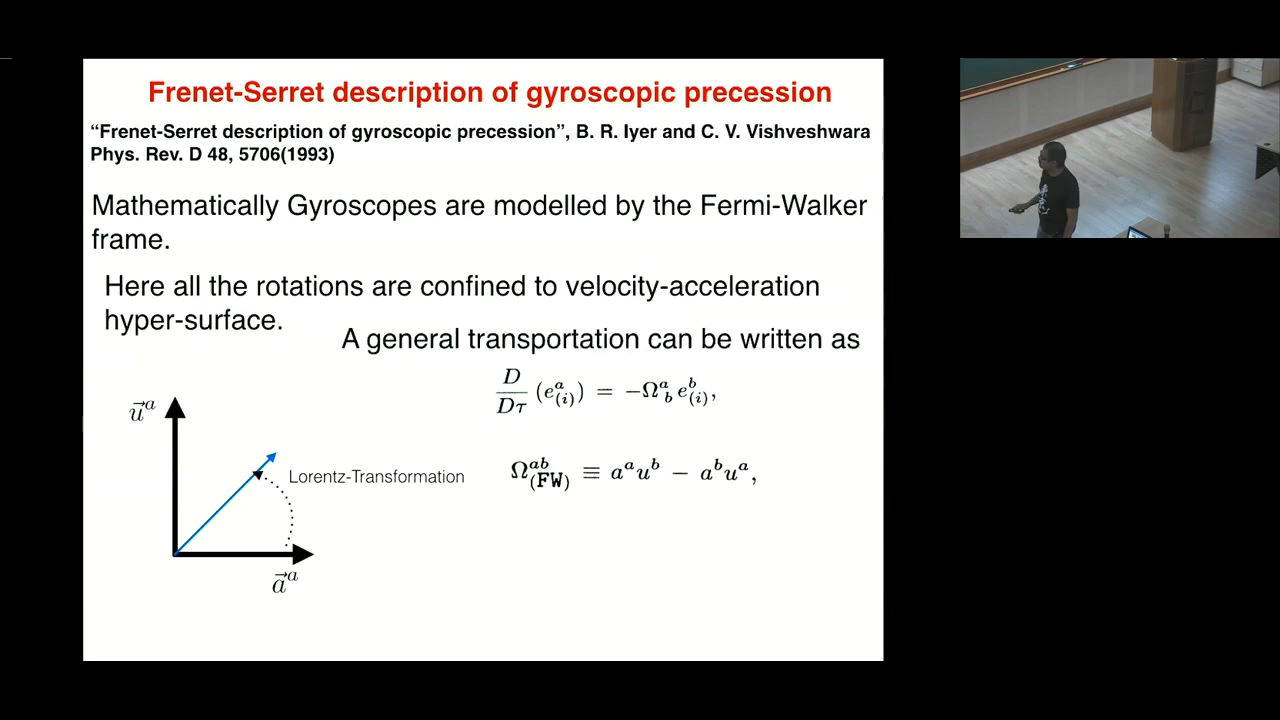 Frenet-Serret description of gyroscopic precession
“Frenet-Serret description of gyroscopic precession”, B. R. Iyer and C. V. Vishveshwara
Phys. Rev. D 48, 5706(1993)
Mathematically Gyroscopes are modelled by the Fermi-Walker
frame.
Here all the rotations are confined to velocity-acceleration
hyper-surface.
A general transportation can be written as
D/Dτ (e^a_(i)) = −Ω^a_b e^b_(i),
u⃗^a
Lorentz-Transformation
Ω^ab_(FW) ≡ a^a u^b − a^b u^a,
a⃗^a